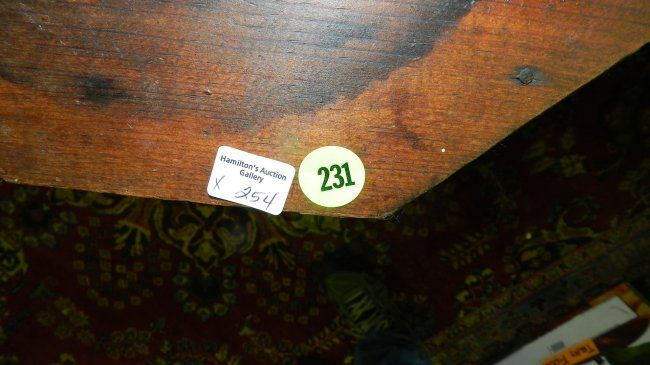 Hamilton's Auction
Gallery
X 254
231